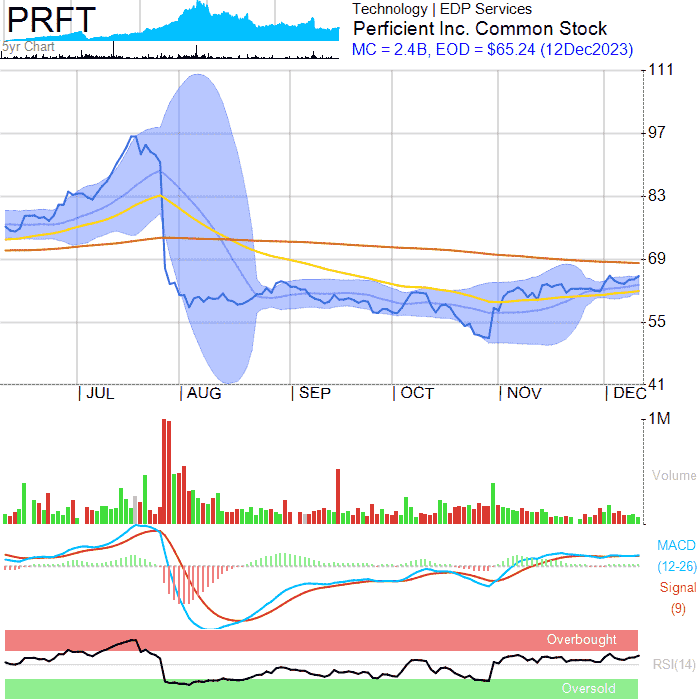 PRFT
5yr Chart
Technology | EDP Services
Perficient Inc. Common Stock
MC = 2.4B, EOD = $65.24 (12Dec2023)
111
97
83
69
55
41
| JUL | AUG | SEP | OCT | NOV | DEC
1M
Volume
MACD
(12-26)
Signal
(9)
Overbought
RSI(14)
Oversold